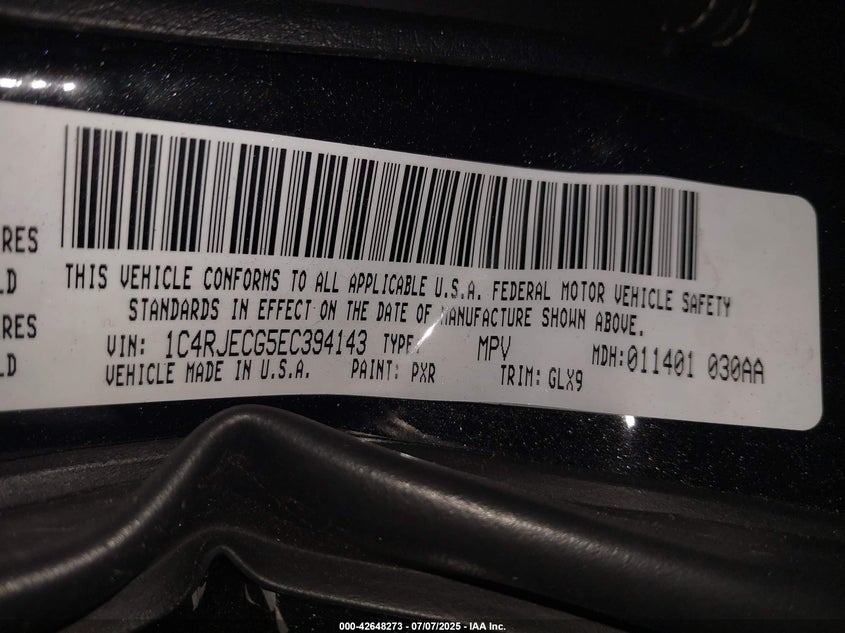 RES
LD
RES
LD
THIS VEHICLE CONFORMS TO ALL APPLICABLE U.S.A. FEDERAL MOTOR VEHICLE SAFETY
STANDARDS IN EFFECT ON THE DATE OF MANUFACTURE SHOWN ABOVE.
VIN: 1C4RJECG5EC394143 TYPE: MPV MDH:011401 030AA
VEHICLE MADE IN U.S.A. PAINT: PXR TRIM: GLX9
000-42648273 - 07/07/2025 - IAA Inc.